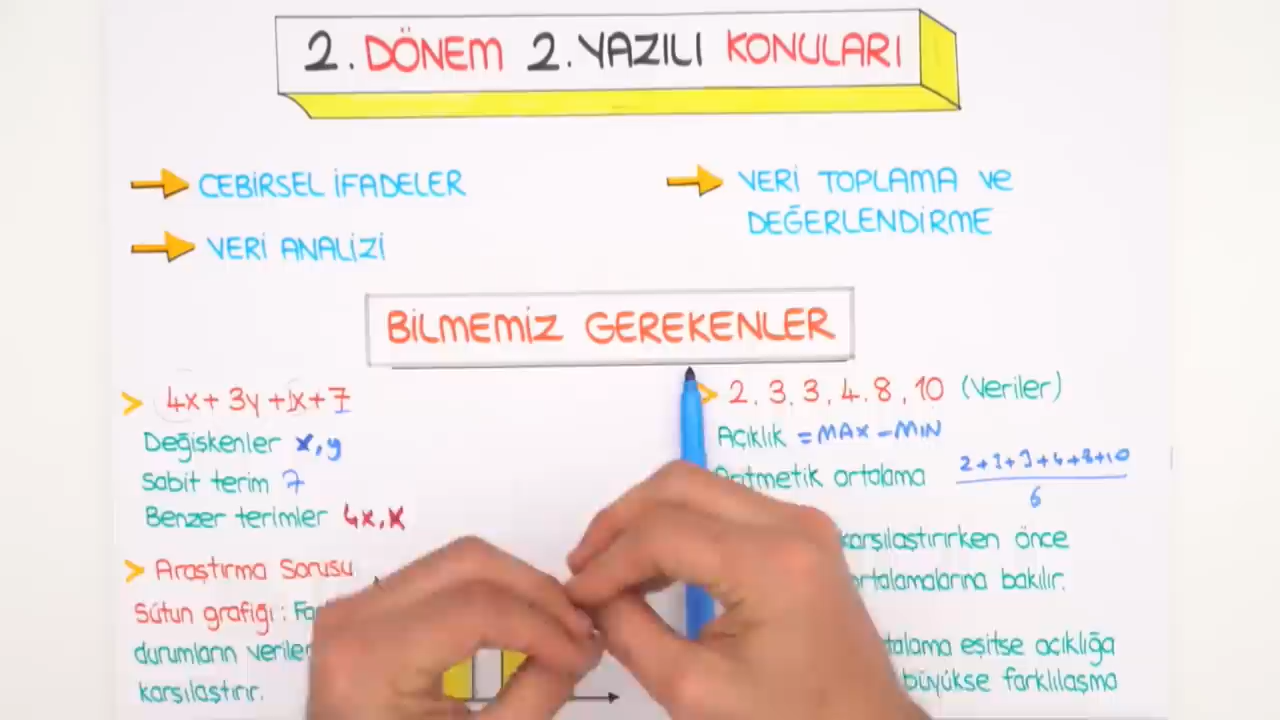 2. DÖNEM 2. YAZILI KONULARI
CEBİRSEL İFADELER
VERİ ANALİZİ
VERİ TOPLAMA ve
DEĞERLENDİRME
BİLMEMİZ GEREKENLER
4x + 3y + 1x + 7
Değişkenler x, y
Sabit terim 7
Benzer terimler 4x, x
Araştırma Sorusu
Sütun grafiği :
durumların veriler
karşılaştırır.
2, 3, 3, 4, 8, 10 (Veriler)
Açıklık = MAX - MIN
Aritmetik ortalama 2+3+3+4+8+10
6
karşılaştırırken önce
ortalamalarına bakılır.
eşitse açıklığa
büyükse farklılaşma